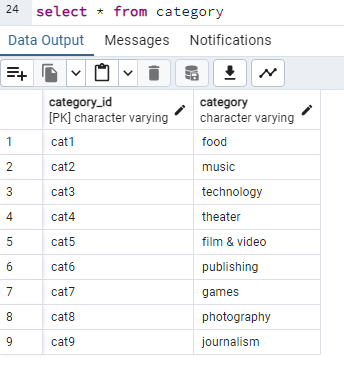 24 select * from category
Data Output Messages Notifications
category_id category
[PK] character varying character varying
1 cat1 food
2 cat2 music
3 cat3 technology
4 cat4 theater
5 cat5 film & video
6 cat6 publishing
7 cat7 games
8 cat8 photography
9 cat9 journalism